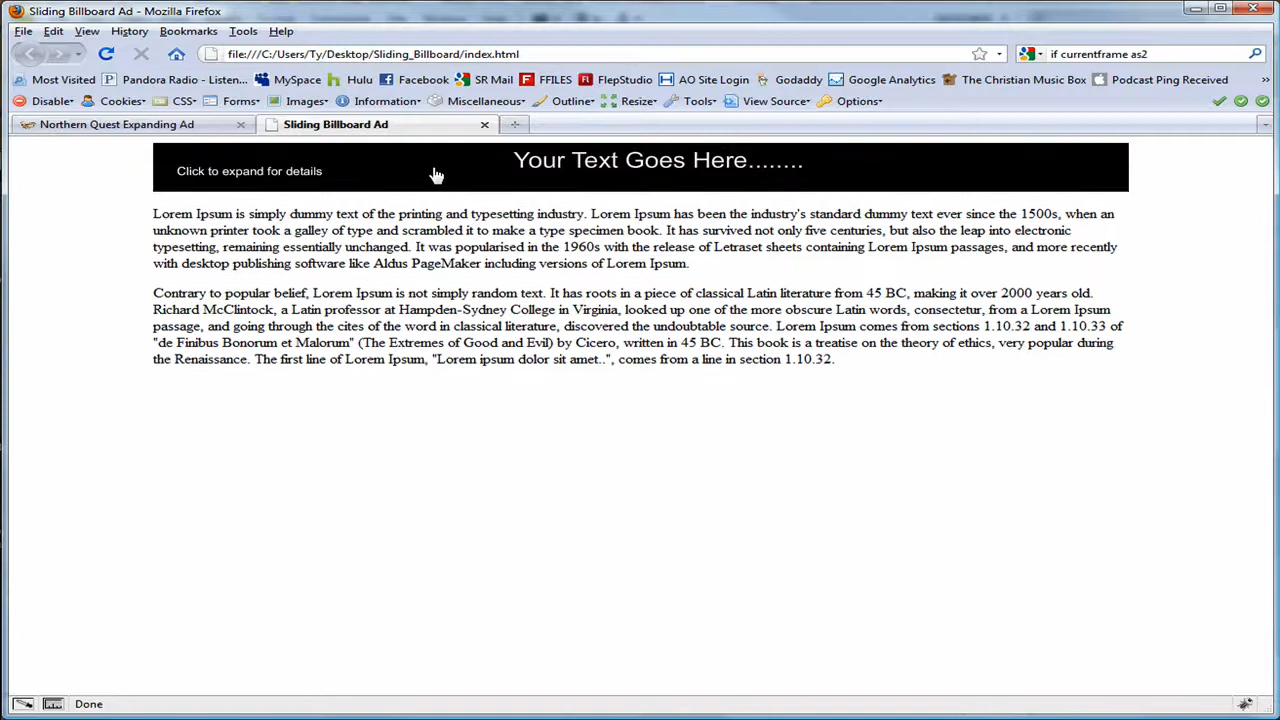 Sliding Billboard Ad - Mozilla Firefox
File Edit View History Bookmarks Tools Help
file:///C:/Users/Ty/Desktop/Sliding_Billboard/index.html if currentframe as2
Most Visited Pandora Radio - Listen... MySpace Hulu Facebook SR Mail FFILES FlepStudio AO Site Login Godaddy Google Analytics The Christian Music Box Podcast Ping Received »
Disable Cookies CSS Forms Images Information Miscellaneous Outline Resize Tools View Source Options
Northern Quest Expanding Ad Sliding Billboard Ad
Your Text Goes Here........
Click to expand for details
Lorem Ipsum is simply dummy text of the printing and typesetting industry. Lorem Ipsum has been the industry's standard dummy text ever since the 1500s, when an
unknown printer took a galley of type and scrambled it to make a type specimen book. It has survived not only five centuries, but also the leap into electronic
typesetting, remaining essentially unchanged. It was popularised in the 1960s with the release of Letraset sheets containing Lorem Ipsum passages, and more recently
with desktop publishing software like Aldus PageMaker including versions of Lorem Ipsum.
Contrary to popular belief, Lorem Ipsum is not simply random text. It has roots in a piece of classical Latin literature from 45 BC, making it over 2000 years old.
Richard McClintock, a Latin professor at Hampden-Sydney College in Virginia, looked up one of the more obscure Latin words, consectetur, from a Lorem Ipsum
passage, and going through the cites of the word in classical literature, discovered the undoubtable source. Lorem Ipsum comes from sections 1.10.32 and 1.10.33 of
"de Finibus Bonorum et Malorum" (The Extremes of Good and Evil) by Cicero, written in 45 BC. This book is a treatise on the theory of ethics, very popular during
the Renaissance. The first line of Lorem Ipsum, "Lorem ipsum dolor sit amet..", comes from a line in section 1.10.32.
Done